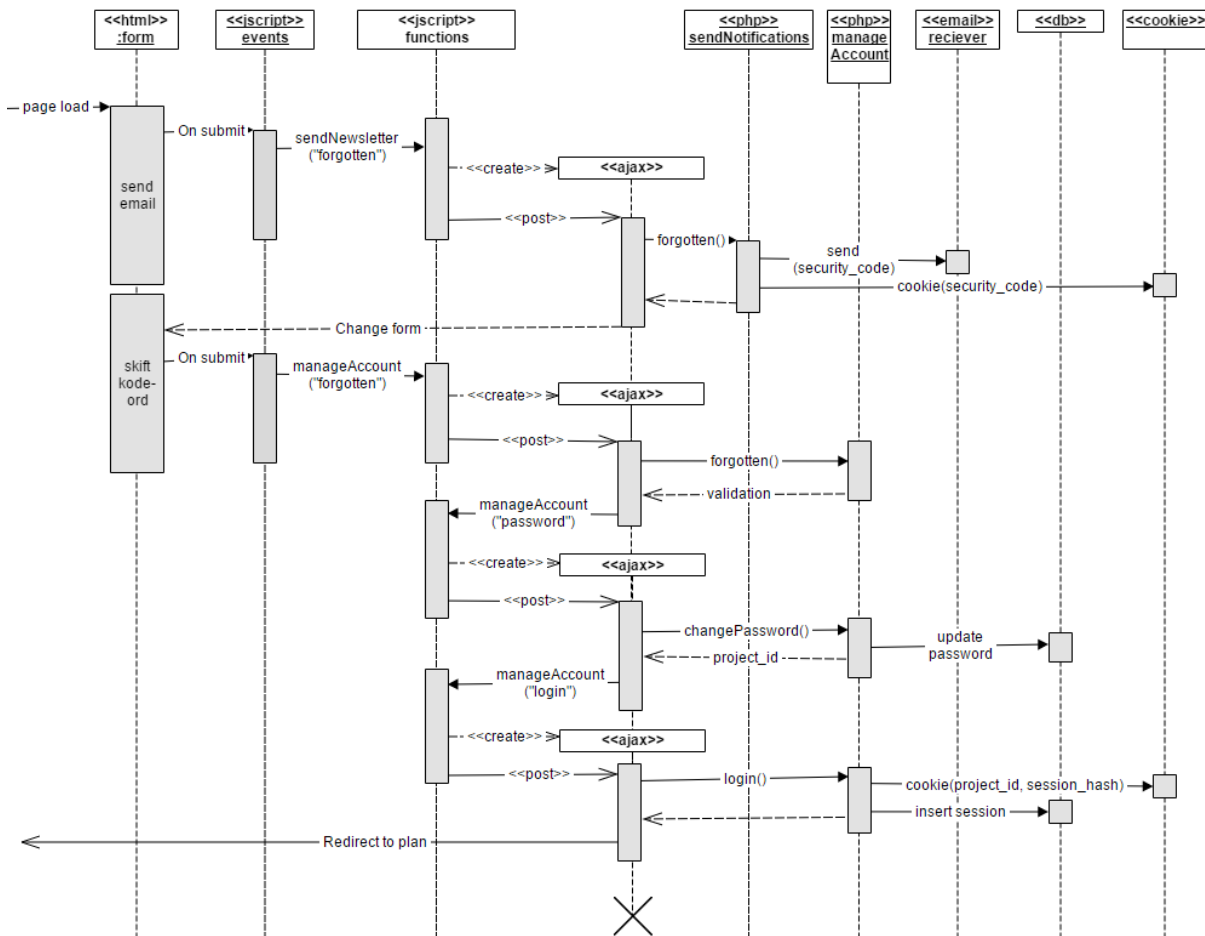 <<html>>
:form
<<jscript>>
events
<<jscript>>
functions
<<php>>
sendNotifications
<<php>>
manage
Account
<<email>>
reciever
<<db>>
<<cookie>>
page load
On submit
sendNewsletter
("forgotten")
<<create>>
<<ajax>>
send
email
<<post>>
forgotten()
send
(security_code)
cookie(security_code)
Change form
skift
kode-
ord
On submit
manageAccount
("forgotten")
<<create>>
<<ajax>>
<<post>>
forgotten()
validation
manageAccount
("password")
<<create>>
<<ajax>>
<<post>>
changePassword()
update
password
project_id
manageAccount
("login")
<<create>>
<<ajax>>
<<post>>
login()
cookie(project_id, session_hash)
insert session
Redirect to plan